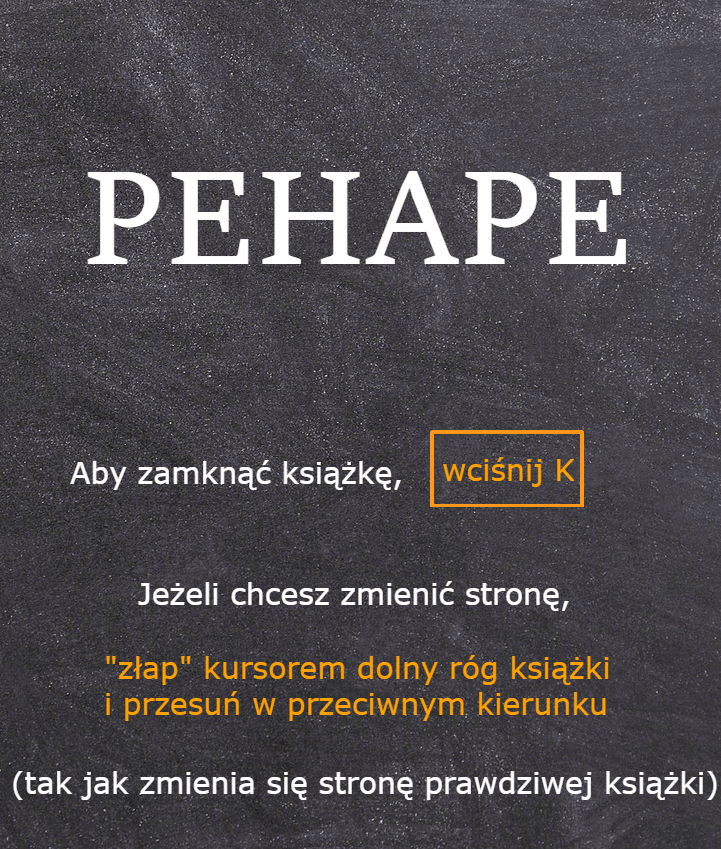 PEHAPE
Aby zamknąć książkę, wciśnij K
Jeżeli chcesz zmienić stronę,
"złap" kursorem dolny róg książki
i przesuń w przeciwnym kierunku
(tak jak zmienia się stronę prawdziwej książki)